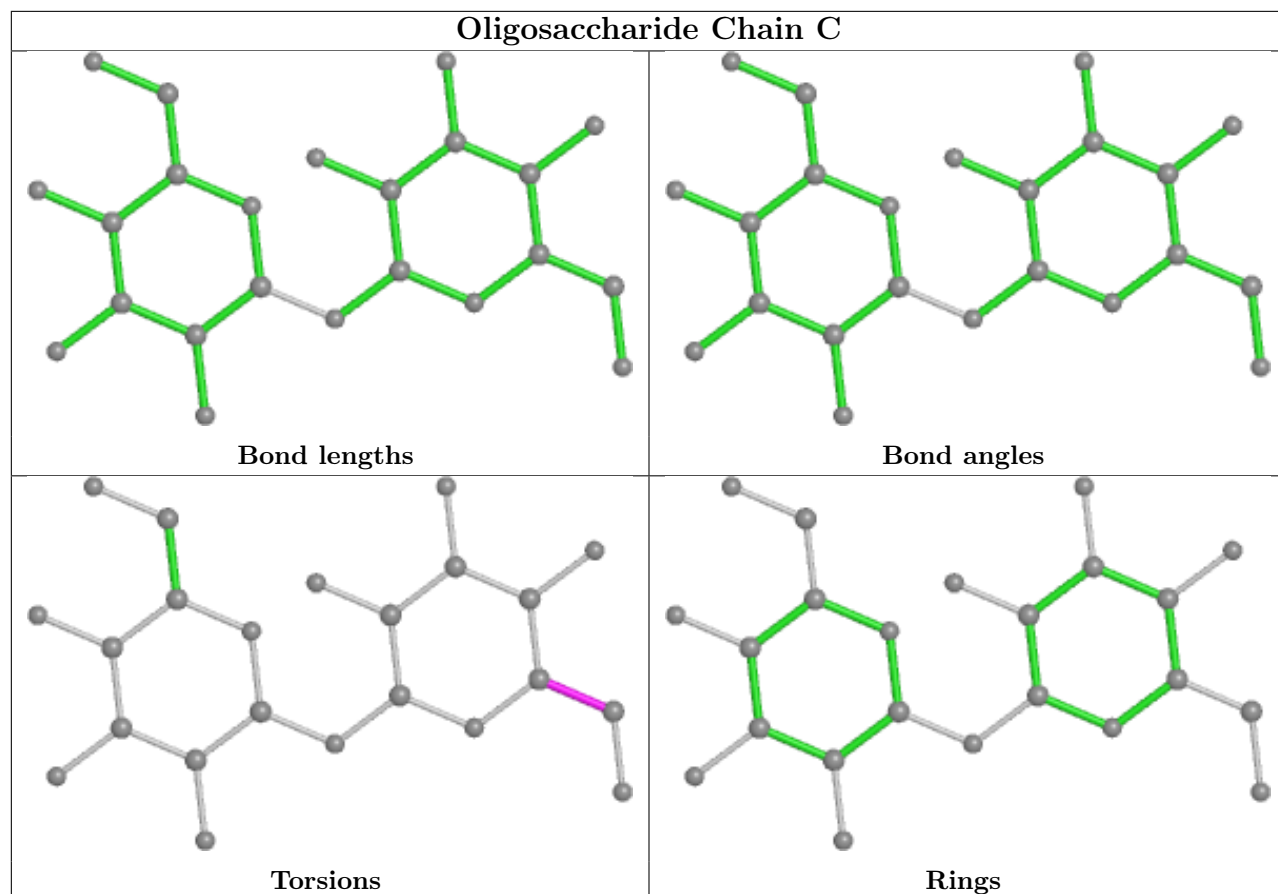 Oligosaccharide Chain C
Bond lengths
Bond angles
Torsions
Rings